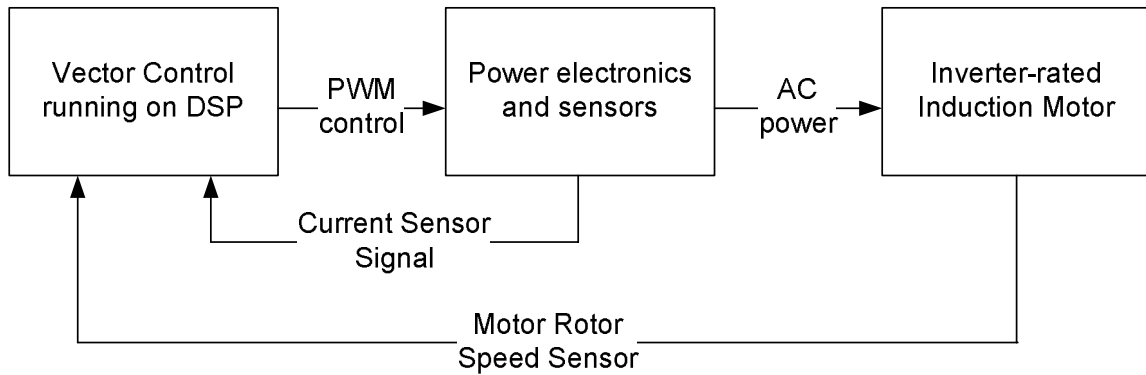 Vector Control
running on DSP
PWM
control
Power electronics
and sensors
AC
power
Inverter-rated
Induction Motor
Current Sensor
Signal
Motor Rotor
Speed Sensor